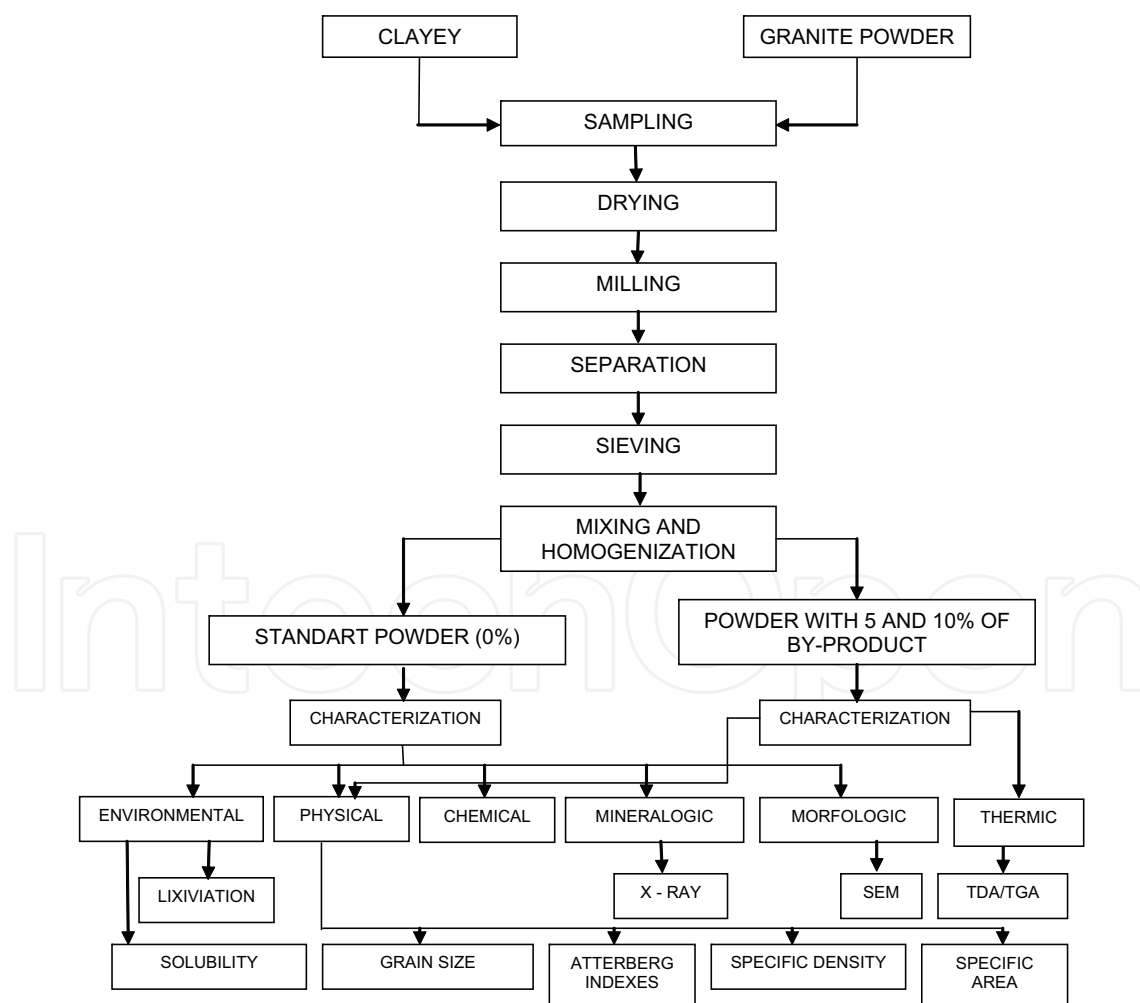 CLAYEY
GRANITE POWDER
SAMPLING
DRYING
MILLING
SEPARATION
SIEVING
MIXING AND
HOMOGENIZATION
IntechOpen
STANDART POWDER (0%)
POWDER WITH 5 AND 10% OF
BY-PRODUCT
CHARACTERIZATION
CHARACTERIZATION
ENVIRONMENTAL
PHYSICAL
CHEMICAL
MINERALOGIC
MORFOLOGIC
THERMIC
LIXIVIATION
X - RAY
SEM
TDA/TGA
SOLUBILITY
GRAIN SIZE
ATTERBERG
INDEXES
SPECIFIC DENSITY
SPECIFIC
AREA